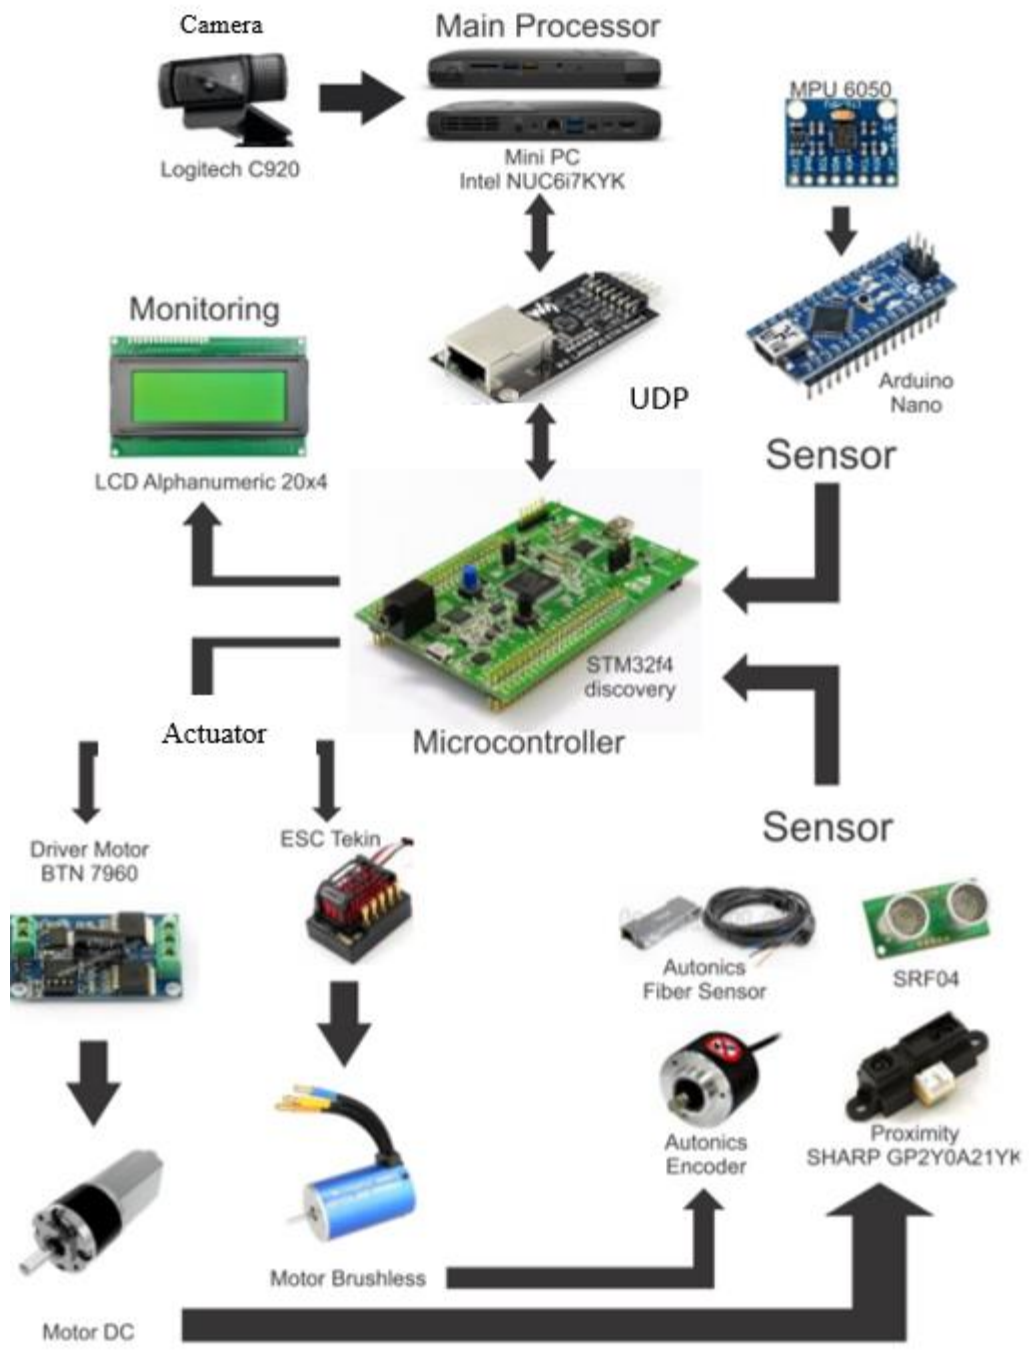 Camera
Main Processor
Logitech C920
Mini PC
Intel NUC6i7KYK
MPU 6050
Monitoring
LCD Alphanumeric 20x4
UDP
Arduino
Nano
Sensor
STM32f4
discovery
Microcontroller
Actuator
Driver Motor
BTN 7960
ESC Tekin
Sensor
Autonics
Fiber Sensor
SRF04
Autonics
Encoder
Proximity
SHARP GP2Y0A21YK
Motor Brushless
Motor DC